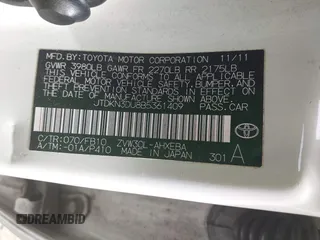 MFD. BY: TOYOTA MOTOR CORPORATION 11/11
GVWR 3980LB GAWR FR 2270LB RR 2175LB
THIS VEHICLE CONFORMS TO ALL APPLICABLE FEDERAL MOTOR VEHICLE SAFETY, BUMPER, AND THEFT PREVENTION STANDARDS IN EFFECT ON THE DATE OF MANUFACTURE SHOWN ABOVE.
JTDKN3DU8B5361409
PASS. CAR
C/TR: 070/FB10 ZVW30L-AHXEBA
A/TM: -01A/P410 MADE IN JAPAN 301 A
TOYOTA
© DREAMBID